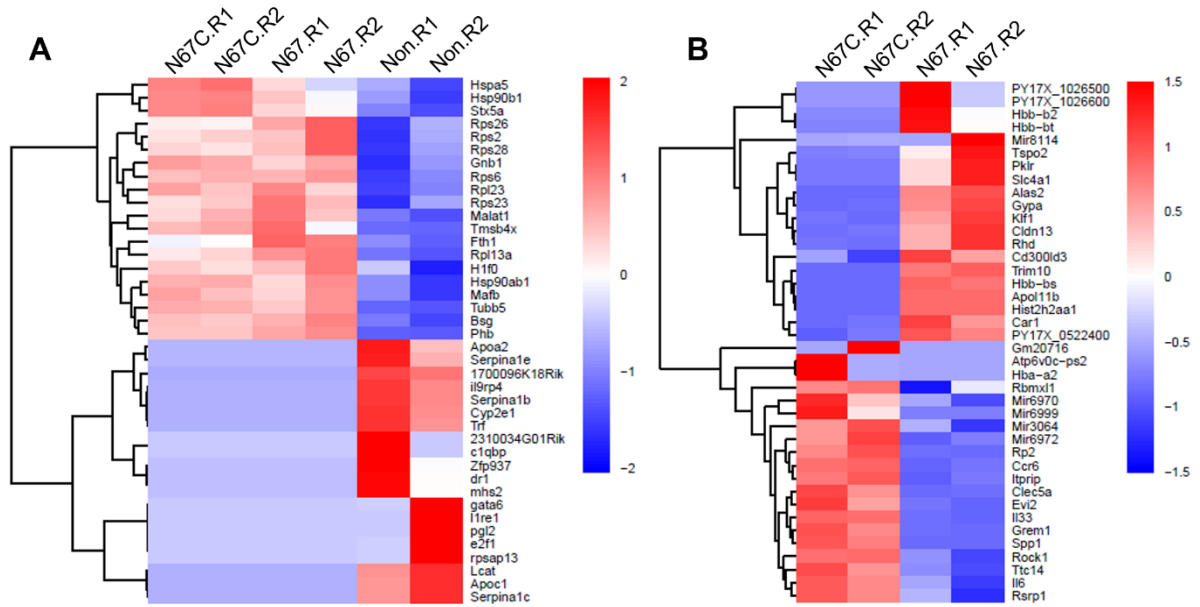 A
N67C.R1
N67C.R2
N67.R1
N67.R2
Non.R1
Non.R2
Hspa5
Hsp90b1
Stx5a
Rps26
Rps2
Rps28
Gnb1
Rps6
Rpl23
Rps23
Malat1
Tmsb4x
Fth1
Rpl13a
H1f0
Hsp90ab1
Mafb
Tubb5
Bsg
Phb
Apoa2
Serpina1e
1700096K18Rik
il9rp4
Serpina1b
Cyp2e1
Trf
2310034G01Rik
c1qbp
Zfp937
dr1
mhs2
gata6
l1re1
pgl2
e2f1
rpsap13
Lcat
Apoc1
Serpina1c
2
1
0
−1
−2
B
N67C.R1
N67C.R2
N67.R1
N67.R2
PY17X_1026500
PY17X_1026600
Hbb-b2
Hbb-bt
Mir8114
Tspo2
Pklr
Slc4a1
Alas2
Gypa
Klf1
Cldn13
Rhd
Cd300ld3
Trim10
Hbb-bs
Apol11b
Hist2h2aa1
Car1
PY17X_0522400
Gm20716
Atp6v0c-ps2
Hba-a2
Rbmxl1
Mir6970
Mir6999
Mir3064
Mir6972
Rp2
Ccr6
Itprip
Clec5a
Evi2
Il33
Grem1
Spp1
Rock1
Ttc14
Il6
Rsrp1
1.5
1
0.5
0
−0.5
−1
−1.5